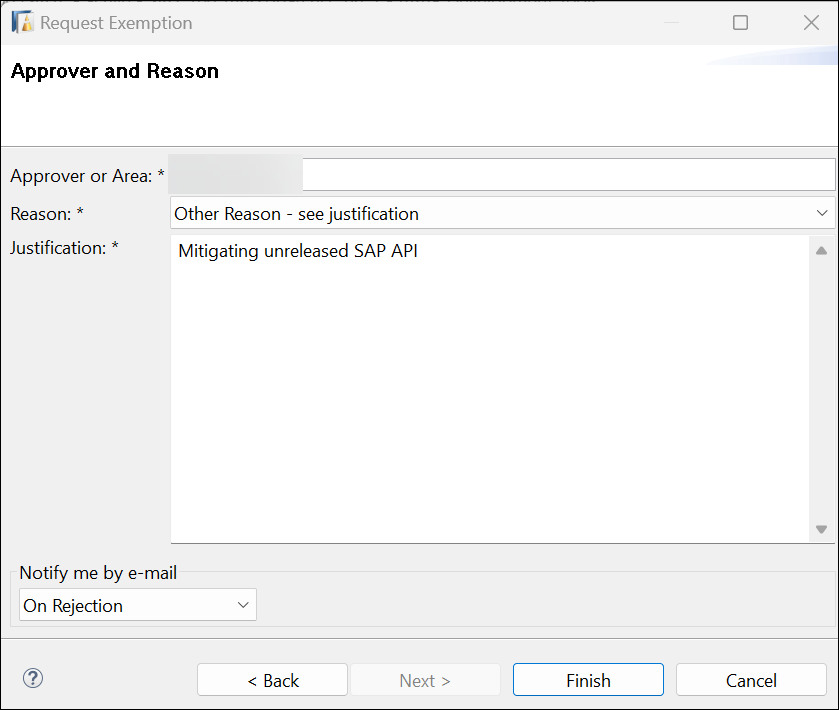 Request Exemption
Approver and Reason
Approver or Area: *
Reason: *
Other Reason - see justification
Justification: *
Mitigating unreleased SAP API
Notify me by e-mail
On Rejection
?
< Back
Next >
Finish
Cancel